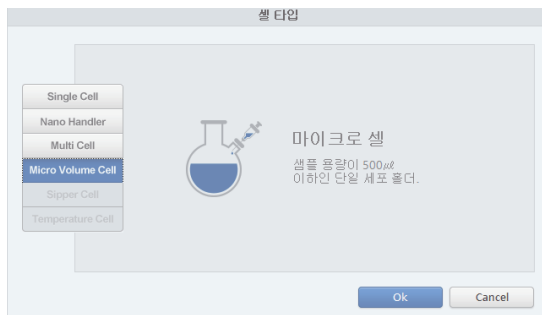 셀 타입
Single Cell
Nano Handler
Multi Cell
Micro Volume Cell
Sipper Cell
Temperature Cell
마이크로 셀
샘플 용량이 500㎕
이하인 단일 세포 홀더.
Ok
Cancel